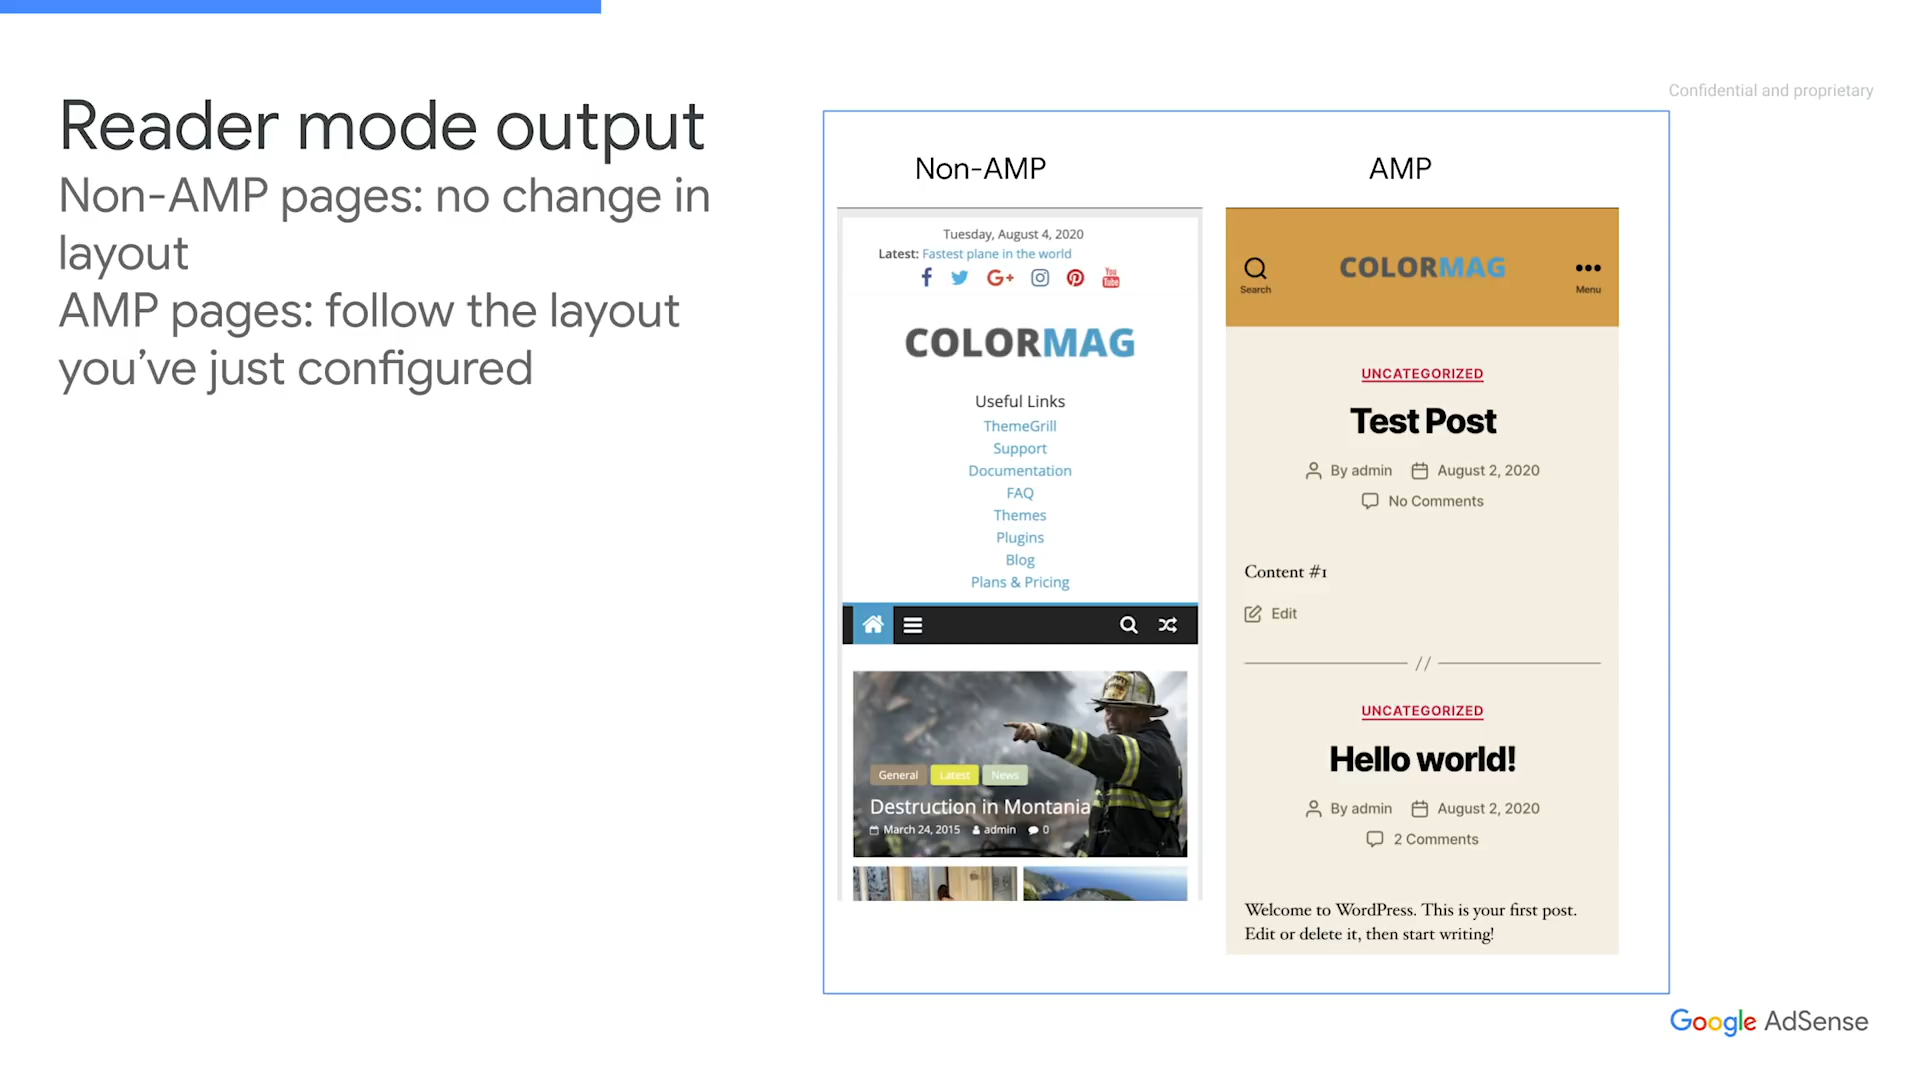 Confidential and proprietary
Reader mode output
Non-AMP pages: no change in
layout
AMP pages: follow the layout
you’ve just configured
Non-AMP
Tuesday, August 4, 2020
Latest: Fastest plane in the world
G+
You
Tube
COLORMAG
Useful Links
ThemeGrill
Support
Documentation
FAQ
Themes
Plugins
Blog
Plans & Pricing
General Latest News
Destruction in Montania
March 24, 2015 admin 0
AMP
Search
COLORMAG
Menu
UNCATEGORIZED
Test Post
By admin August 2, 2020
No Comments
Content #1
Edit
//
UNCATEGORIZED
Hello world!
By admin August 2, 2020
2 Comments
Welcome to WordPress. This is your first post.
Edit or delete it, then start writing!
Google AdSense